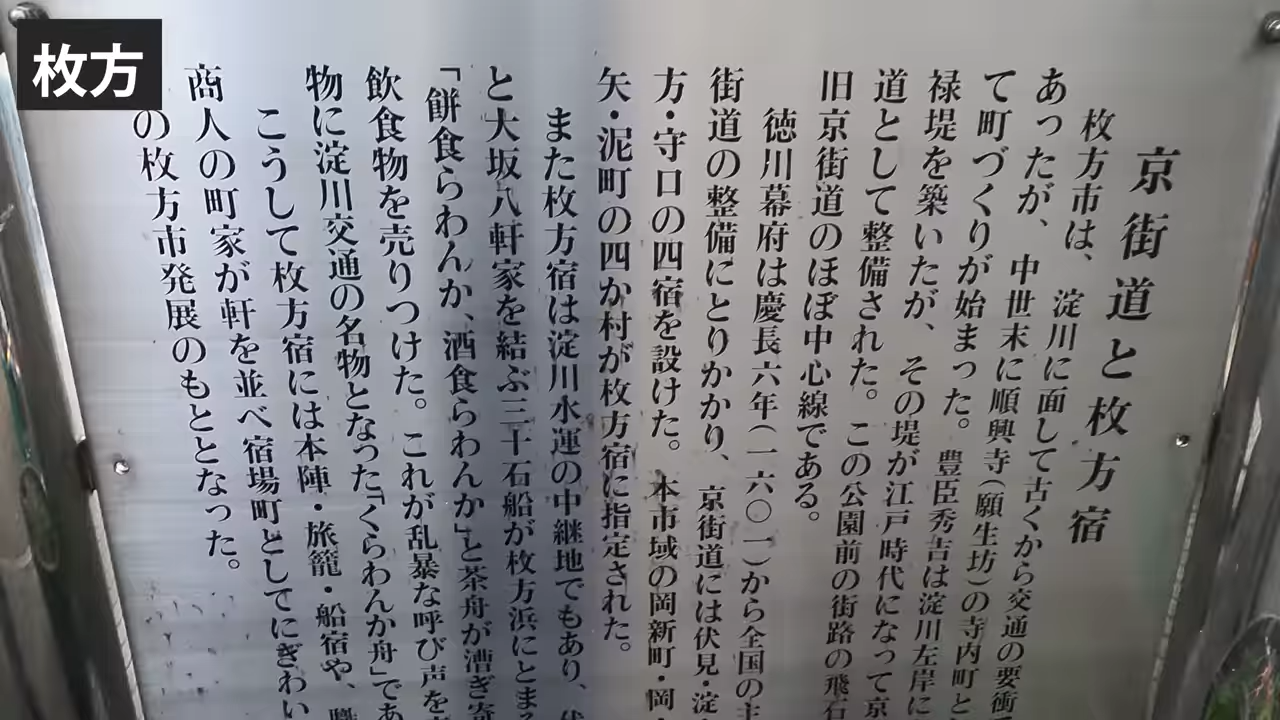 枚方
京街道と枚方宿
枚方市は、淀川に面して古くから交通の要衝で
あったが、中世末に順興寺(願生坊)の寺内町と
て町づくりが始まった。豊臣秀吉は淀川左岸に
禄堤を築いたが、その堤が江戸時代になって京
道として整備された。この公園前の街路の飛石
旧京街道のほぼ中心線である。
徳川幕府は慶長六年(一六〇一)から全国の主
街道の整備にとりかかり、京街道には伏見・淀・
方・守口の四宿を設けた。本市域の岡新町・岡・
矢・泥町の四か村が枚方宿に指定された。
また枚方宿は淀川水運の中継地でもあり、伏
と大坂八軒家を結ぶ三十石船が枚方浜にとまる
「餅食らわんか、酒食らわんか」と茶舟が漕ぎ寄
飲食物を売りつけた。これが乱暴な呼び声を
物に淀川交通の名物となった「くらわんか舟」であ
こうして枚方宿には本陣・旅籠・船宿や、
商人の町家が軒を並べ宿場町としてにぎわい
の枚方市発展のもととなった。